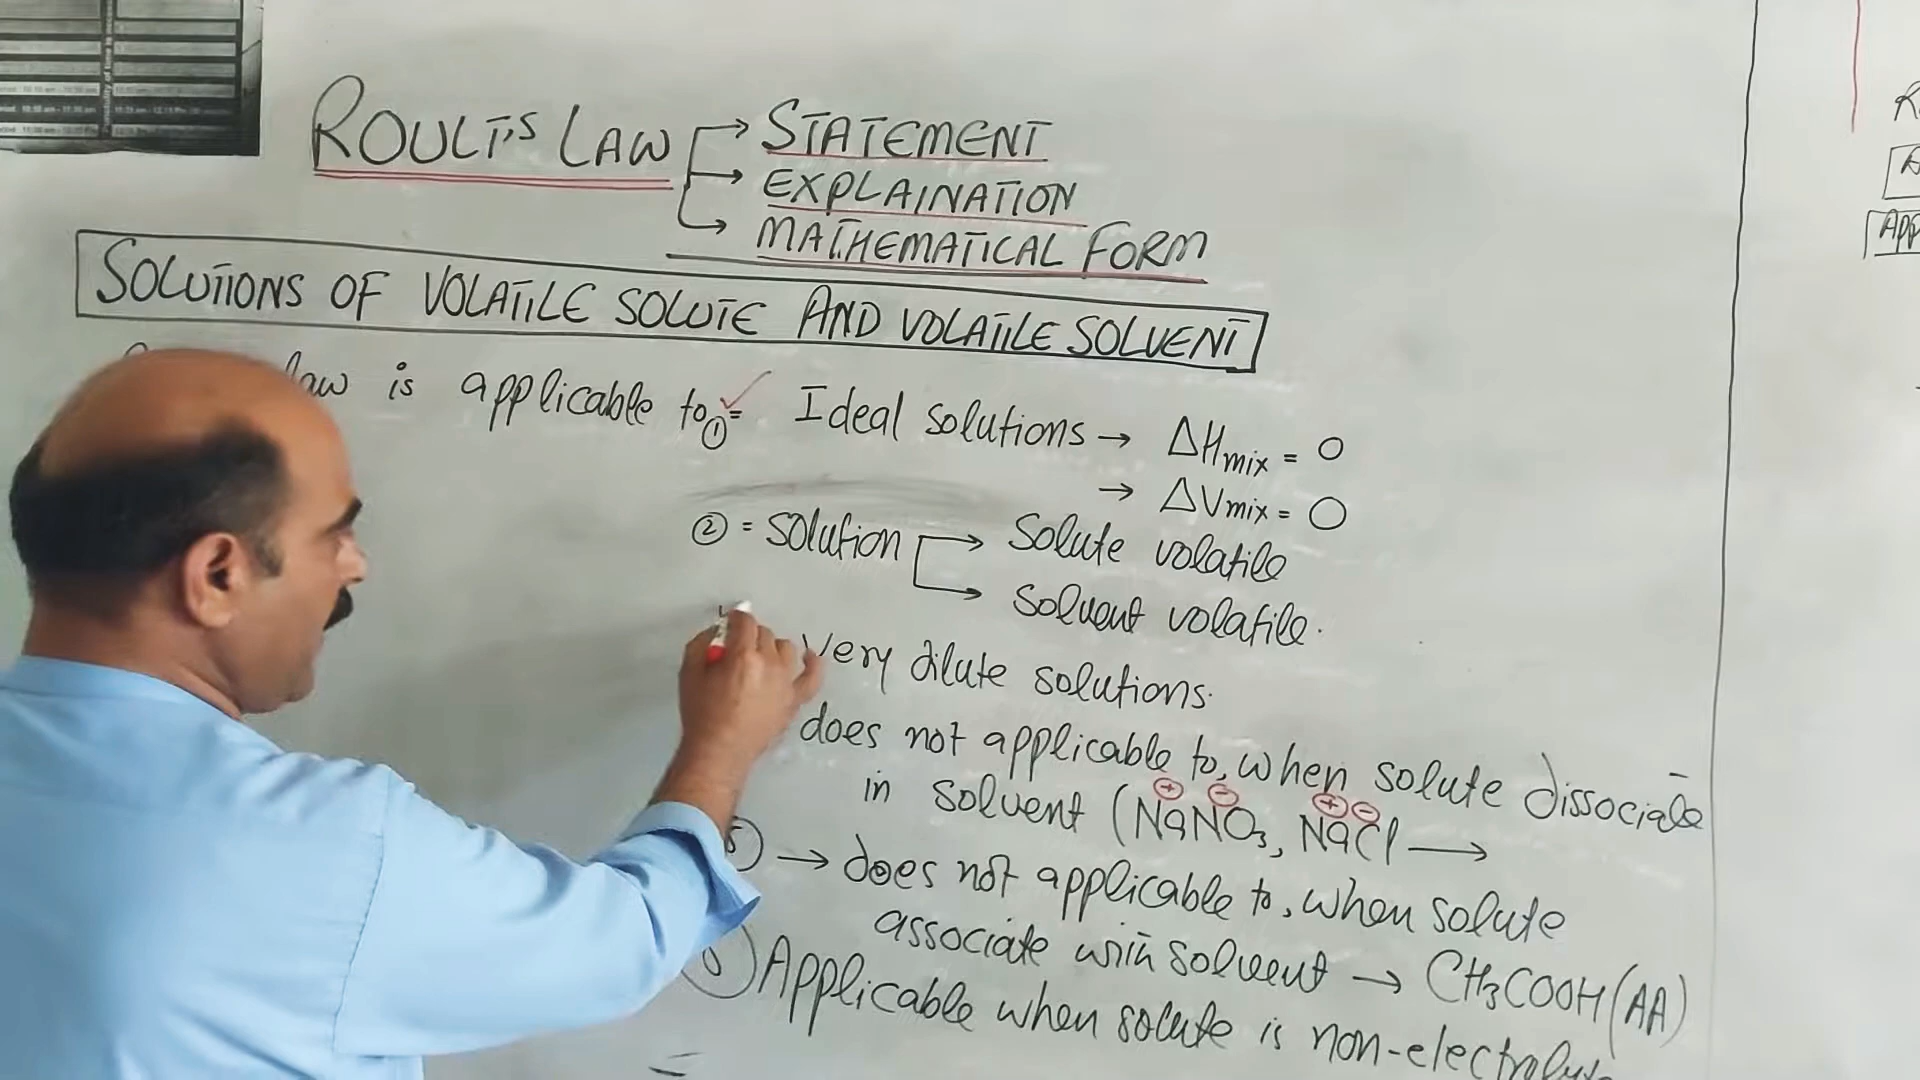 ROULT'S LAW → STATEMENT
→ EXPLAINATION
→ MATHEMATICAL FORM
SOLUTIONS OF VOLATILE SOLUTE AND VOLATILE SOLVENT
law is applicable to ① = Ideal solutions → ΔHmix = 0
→ ΔVmix = 0
② = solution → Solute volatile
→ Solvent volatile.
Very dilute solutions.
does not applicable to, when solute dissociate
in solvent (NaNO₃, NaCl →
→ does not applicable to, when solute
associate with solvent → CH₃COOH (AA)
Applicable when solute is non-electrolyte
APP